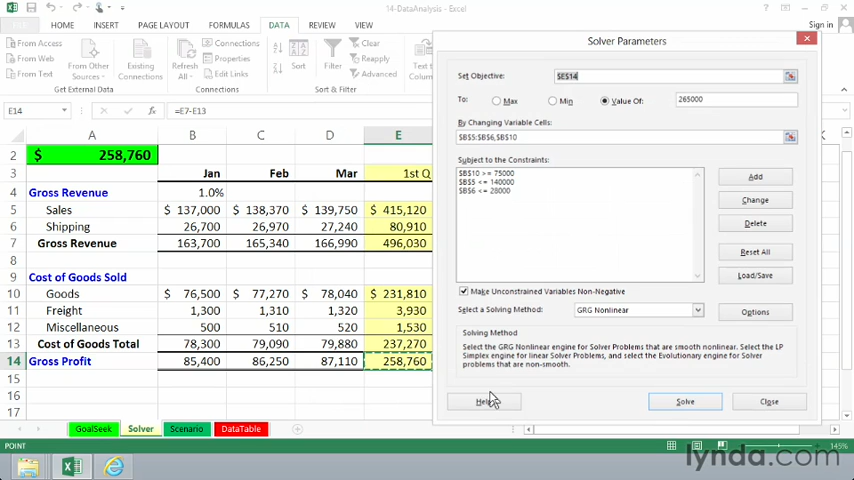 14-DataAnalysis - Excel
HOME INSERT PAGE LAYOUT FORMULAS DATA REVIEW VIEW
Sign in
From Access
From Web
From Text
From Other Sources
Get External Data
Refresh All
Connections
Properties
Edit Links
Connections
Sort
Filter
Clear
Reapply
Advanced
Sort & Filter
E14 =E7-E13
A B C D E
2 $ 258,760
3 Jan Feb Mar 1st Q
4 Gross Revenue 1.0%
5 Sales $ 137,000 $ 138,370 $ 139,750 $ 415,120
6 Shipping 26,700 26,970 27,240 80,910
7 Gross Revenue 163,700 165,340 166,990 496,030
8
9 Cost of Goods Sold
10 Goods $ 76,500 $ 77,270 $ 78,040 $ 231,810
11 Freight 1,300 1,310 1,320 3,930
12 Miscellaneous 500 510 520 1,530
13 Cost of Goods Total 78,300 79,090 79,880 237,270
14 Gross Profit 85,400 86,250 87,110 258,760
15
16
17
GoalSeek Solver Scenario DataTable
POINT
145%
Solver Parameters
Set Objective: $E$14
To: Max Min Value Of: 265000
By Changing Variable Cells:
$B$5:$B$6,$B$10
Subject to the Constraints:
$B$10 >= 75000
$B$5 <= 140000
$B$6 <= 28000
Add
Change
Delete
Reset All
Load/Save
Make Unconstrained Variables Non-Negative
Select a Solving Method: GRG Nonlinear Options
Solving Method
Select the GRG Nonlinear engine for Solver Problems that are smooth nonlinear. Select the LP
Simplex engine for linear Solver Problems, and select the Evolutionary engine for Solver
problems that are non-smooth.
Help Solve Close
lynda.com